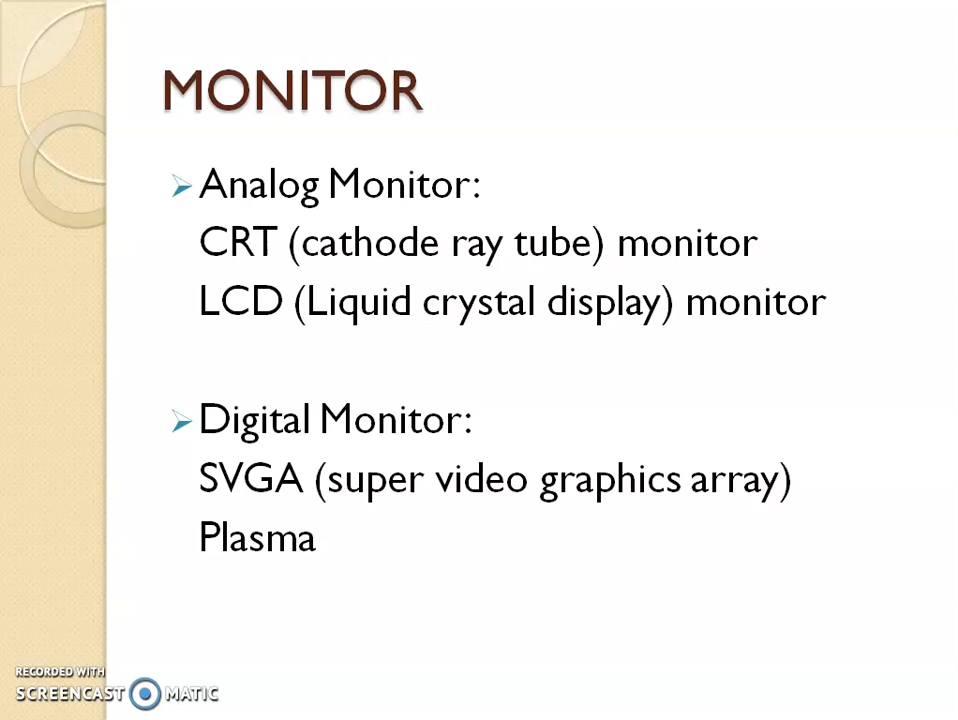 MONITOR
Analog Monitor:
CRT (cathode ray tube) monitor
LCD (Liquid crystal display) monitor
Digital Monitor:
SVGA (super video graphics array)
Plasma
RECORDED WITH
SCREENCAST MATIC